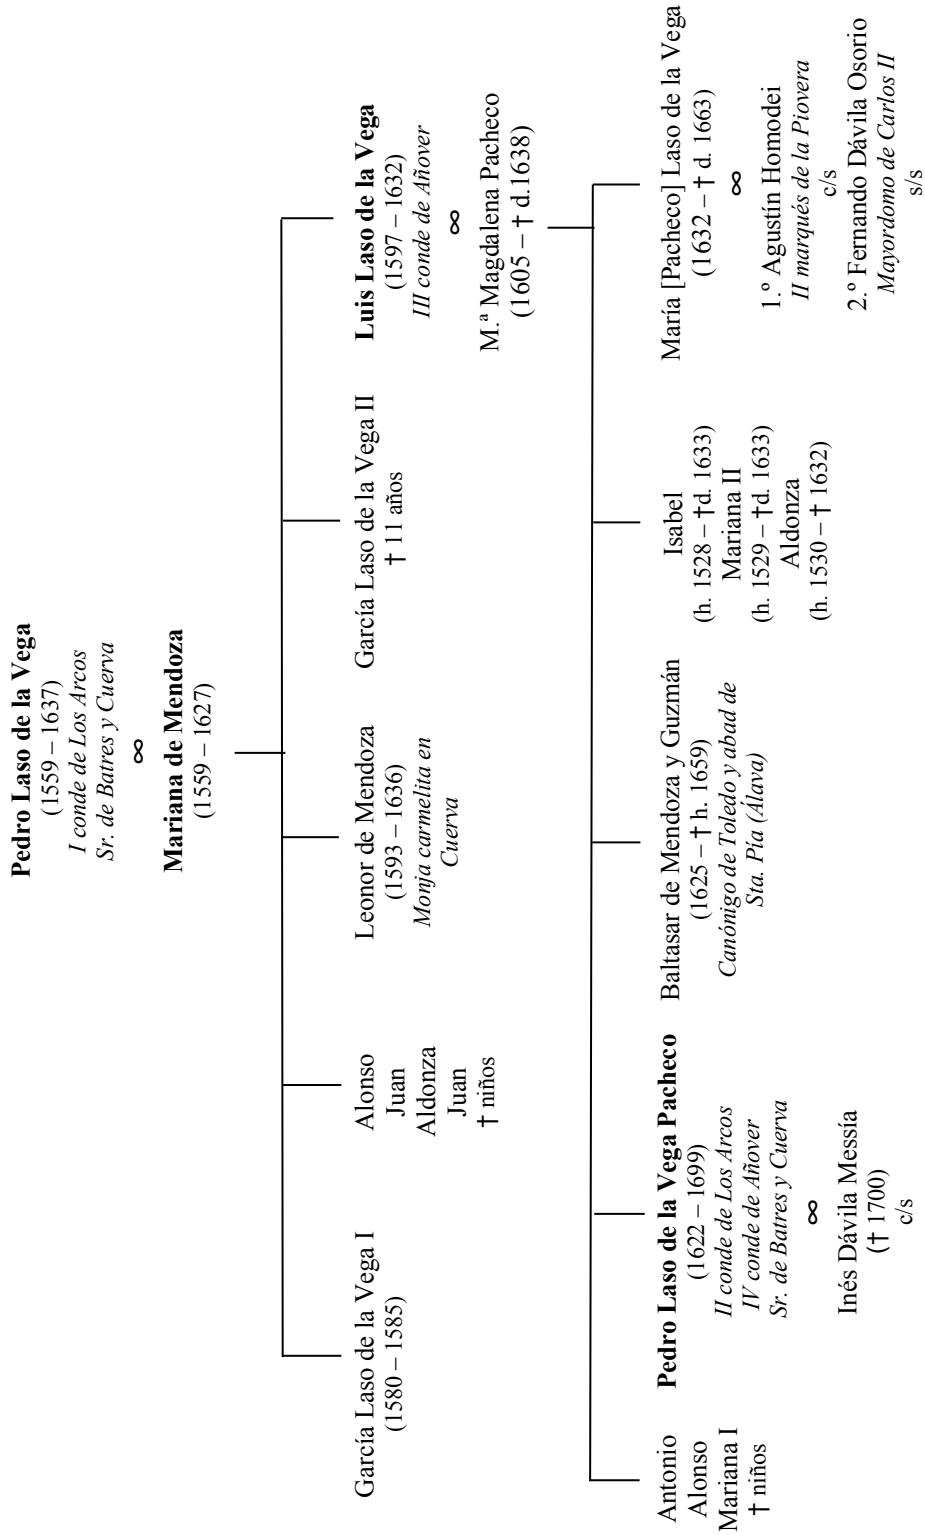 Pedro Laso de la Vega
(1559 – 1637)
I conde de Los Arcos
Sr. de Batres y Cuerva
∞
Mariana de Mendoza
(1559 – 1627)
García Laso de la Vega I
(1580 – 1585)
Alonso
Juan
Aldonza
Juan
† niños
Leonor de Mendoza
(1593 – 1636)
Monja carmelita en
Cuerva
García Laso de la Vega II
† 11 años
Luis Laso de la Vega
(1597 – 1632)
III conde de Añover
∞
M.ª Magdalena Pacheco
(1605 – † d.1638)
Antonio
Alonso
Mariana I
† niños
Pedro Laso de la Vega Pacheco
(1622 – 1699)
II conde de Los Arcos
IV conde de Añover
Sr. de Batres y Cuerva
∞
Inés Dávila Messía
(† 1700)
c/s
Baltasar de Mendoza y Guzmán
(1625 – † h. 1659)
Canónigo de Toledo y abad de
Sta. Pía (Álava)
Isabel
(h. 1528 – †d. 1633)
Mariana II
(h. 1529 – †d. 1633)
Aldonza
(h. 1530 – † 1632)
María [Pacheco] Laso de la Vega
(1632 – † d. 1663)
∞
1.º Agustín Homodei
II marqués de la Piovera
c/s
2.º Fernando Dávila Osorio
Mayordomo de Carlos II
s/s